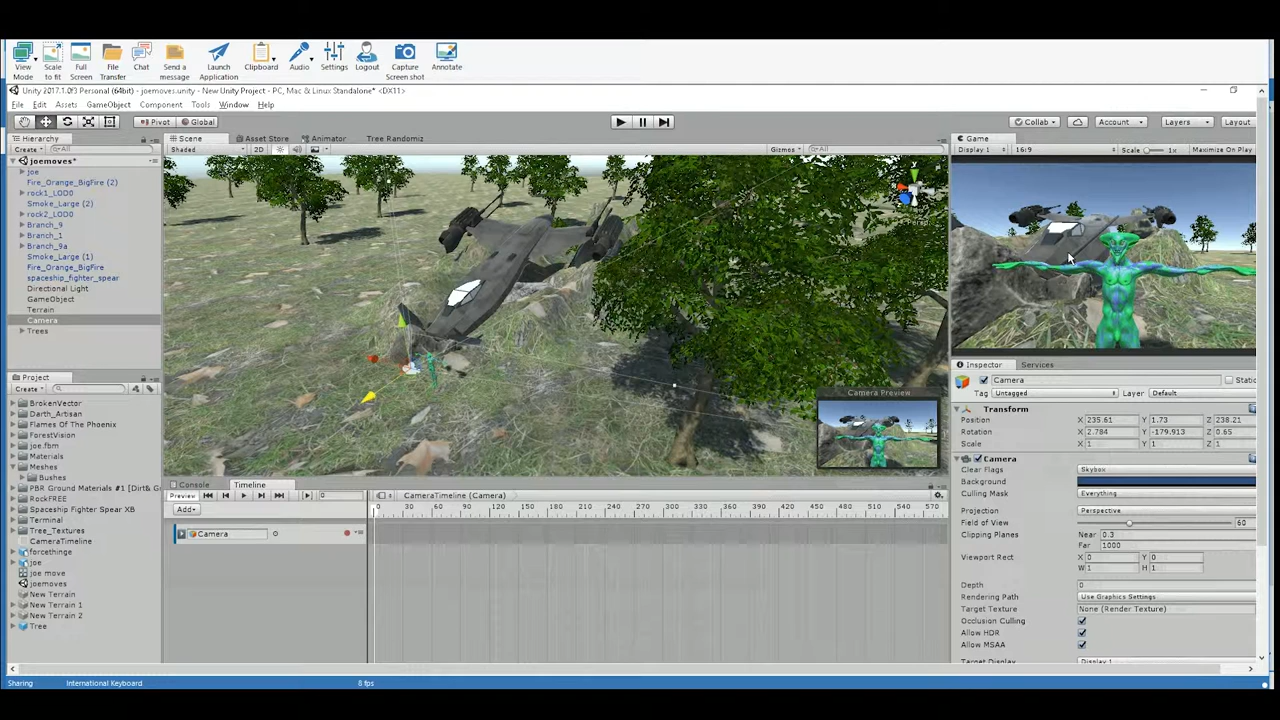 View Mode
Scale to fit
Full Screen
File Transfer
Chat
Send a message
Launch Application
Clipboard
Audio
Settings
Logout
Capture Screen shot
Annotate
Unity 2017.1.0f3 Personal (64bit) - joemoves.unity - New Unity Project - PC, Mac & Linux Standalone* <DX11>
File Edit Assets GameObject Component Tools Window Help
Pivot Global Collab Account Layers Layout
Hierarchy Scene Asset Store Animator Tree Randomiz Game
Create All Shaded 2D Gizmos All Display 1 16:9 Scale 1x Maximize On Play
joemoves*
joe
Fire_Orange_BigFire (2)
rock1_LOD0
Smoke_Large (2)
rock2_LOD0
Branch_9
Branch_1
Branch_9a
Smoke_Large (1)
Fire_Orange_BigFire
spaceship_fighter_spear
Directional Light
GameObject
Terrain
Camera
Trees
Project
Create
BrokenVector
Darth_Artisan
Flames Of The Phoenix
ForestVision
joe.fbm
Materials
Meshes
Bushes
PBR Ground Materials #1 [Dirt&
RockFREE
Spaceship Fighter Spear XB
Terminal
Tree_Textures
CameraTimeline
forcethinge
joe
joe move
joemoves
New Terrain
New Terrain 1
New Terrain 2
Tree
Camera Preview
Console Timeline
Preview 0 CameraTimeline (Camera)
Add 0 30 60 90 120 150 180 210 240 270 300 330 360 390 420 450 480 510 540 570
Camera
Inspector Services
Camera Static
Tag Untagged Layer Default
Transform
Position X 235.61 Y 1.73 Z 238.21
Rotation X 2.784 Y -179.913 Z 0.65
Scale X 1 Y 1 Z 1
Camera
Clear Flags Skybox
Background
Culling Mask Everything
Projection Perspective
Field of View 60
Clipping Planes Near 0.3
Far 1000
Viewport Rect X 0 Y 0
W 1 H 1
Depth 0
Rendering Path Use Graphics Settings
Target Texture None (Render Texture)
Occlusion Culling
Allow HDR
Allow MSAA
Target Display Display 1
Sharing International Keyboard 8 fps